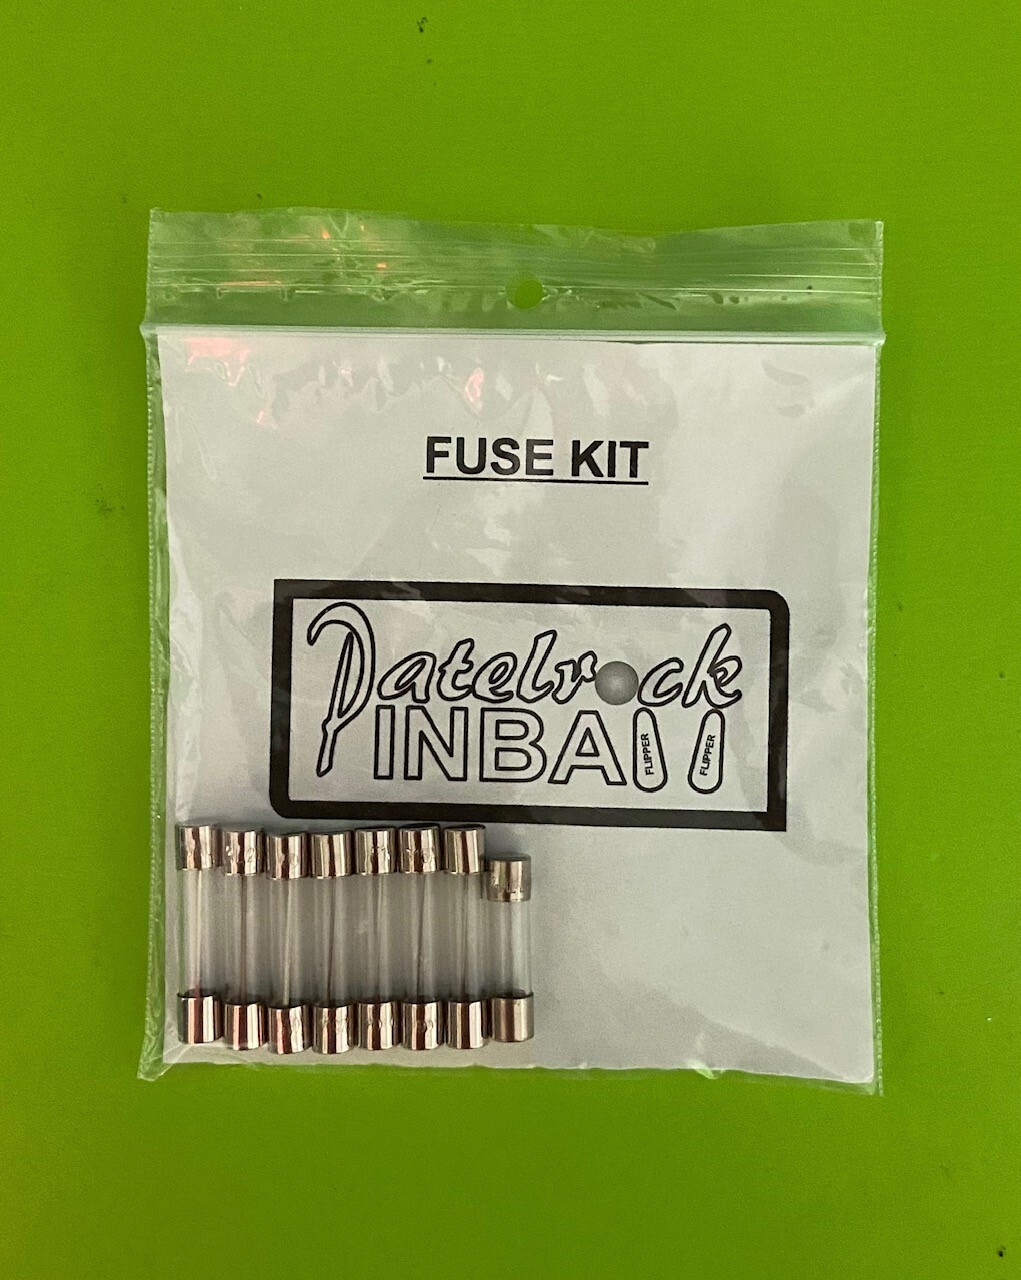 FUSE KIT
Patelrock
PINBAll
FLIPPER FLIPPER